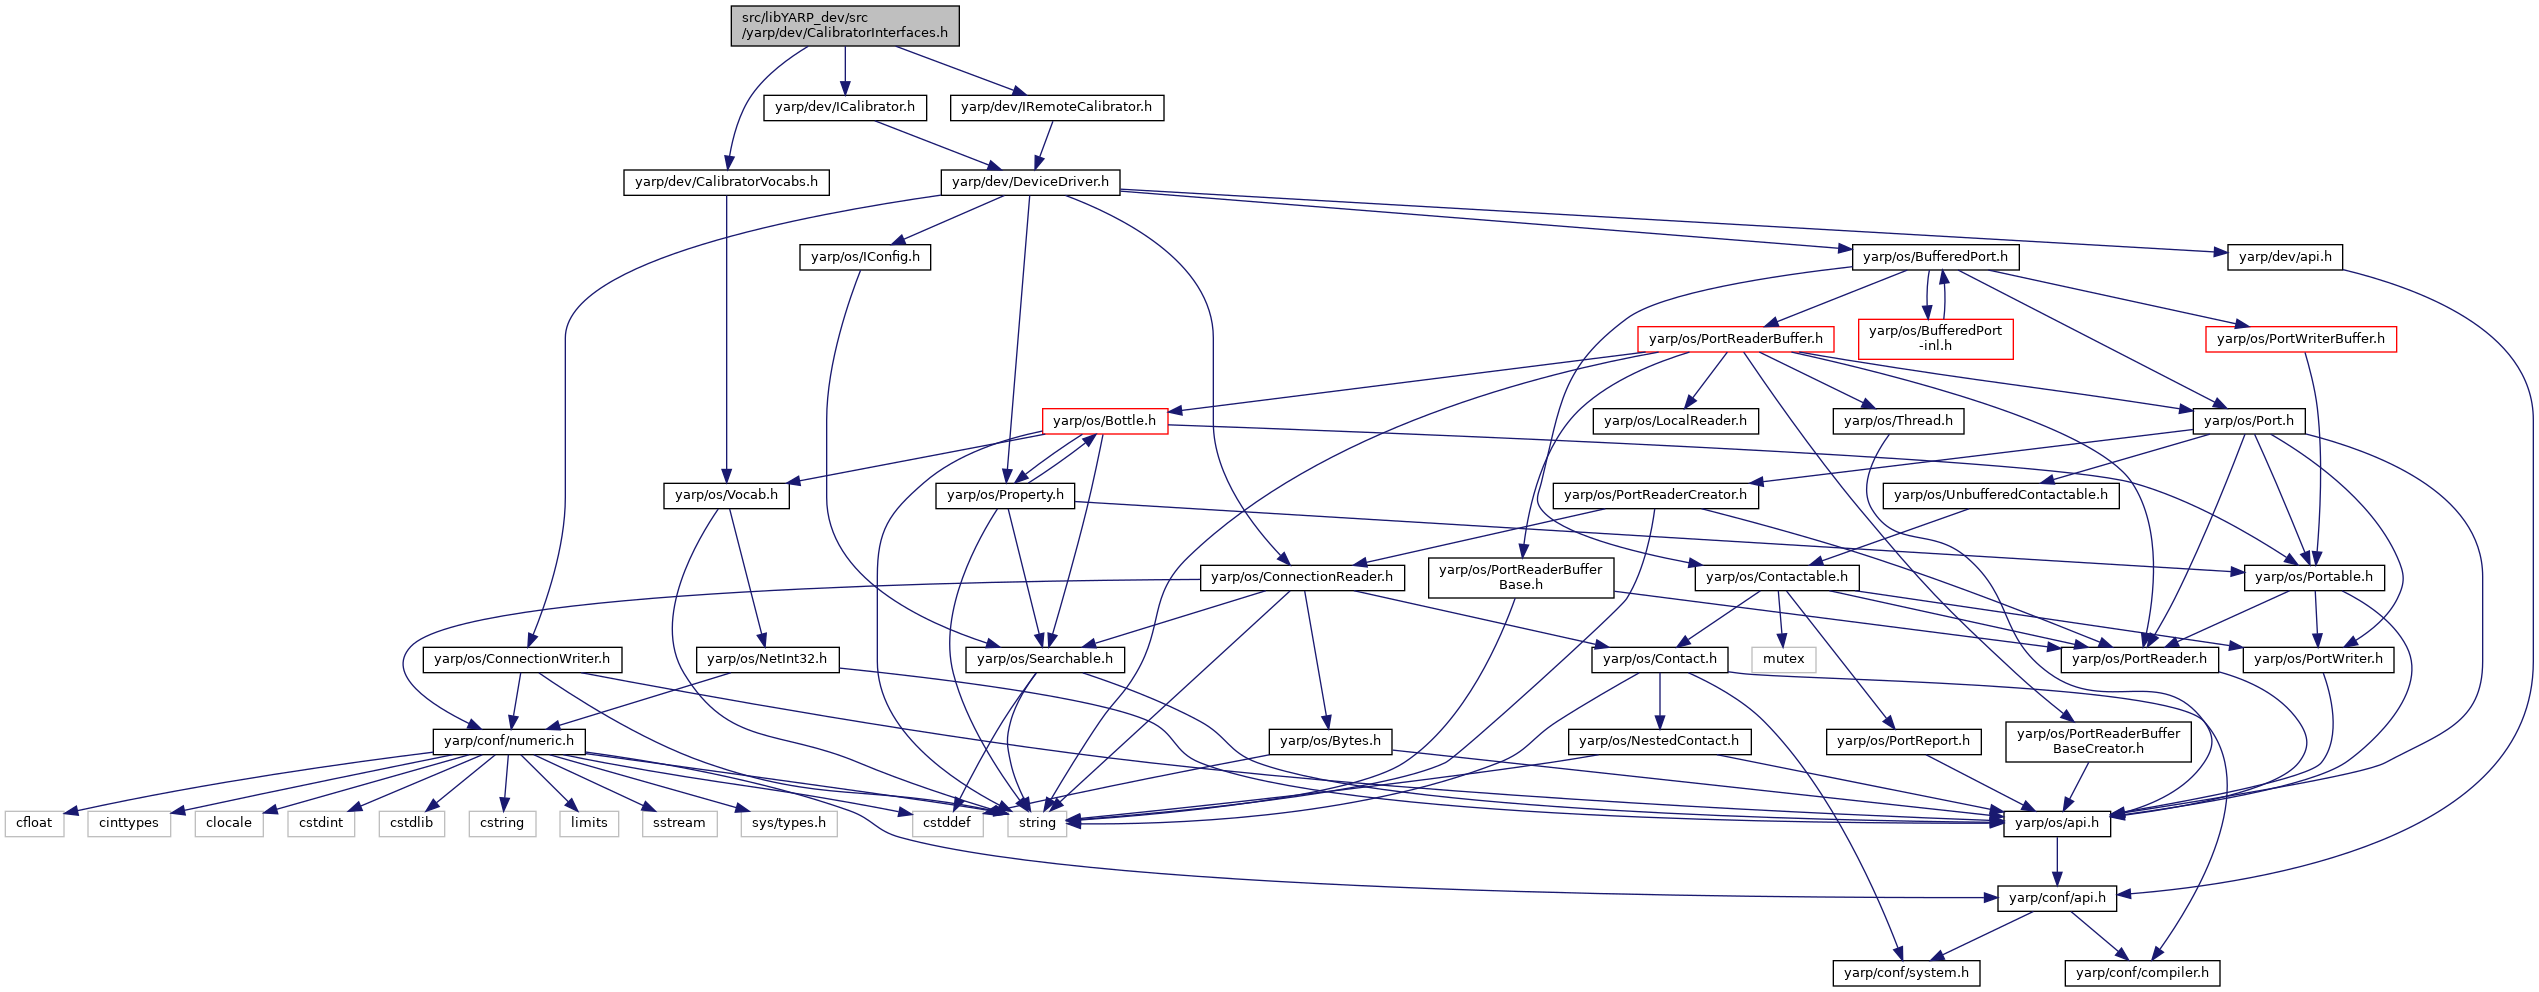 src/libYARP_dev/src
/yarp/dev/CalibratorInterfaces.h
yarp/dev/ICalibrator.h
yarp/dev/IRemoteCalibrator.h
yarp/dev/CalibratorVocabs.h
yarp/dev/DeviceDriver.h
yarp/os/IConfig.h
yarp/os/BufferedPort.h
yarp/dev/api.h
yarp/os/PortReaderBuffer.h
yarp/os/BufferedPort
-inl.h
yarp/os/PortWriterBuffer.h
yarp/os/Bottle.h
yarp/os/LocalReader.h
yarp/os/Thread.h
yarp/os/Port.h
yarp/os/Vocab.h
yarp/os/Property.h
yarp/os/PortReaderCreator.h
yarp/os/UnbufferedContactable.h
yarp/os/ConnectionReader.h
yarp/os/PortReaderBuffer
Base.h
yarp/os/Contactable.h
yarp/os/Portable.h
yarp/os/ConnectionWriter.h
yarp/os/NetInt32.h
yarp/os/Searchable.h
yarp/os/Contact.h
mutex
yarp/os/PortReader.h
yarp/os/PortWriter.h
yarp/conf/numeric.h
yarp/os/Bytes.h
yarp/os/NestedContact.h
yarp/os/PortReport.h
yarp/os/PortReaderBuffer
BaseCreator.h
cfloat
cinttypes
clocale
cstdint
cstdlib
cstring
limits
sstream
sys/types.h
cstddef
string
yarp/os/api.h
yarp/conf/api.h
yarp/conf/system.h
yarp/conf/compiler.h